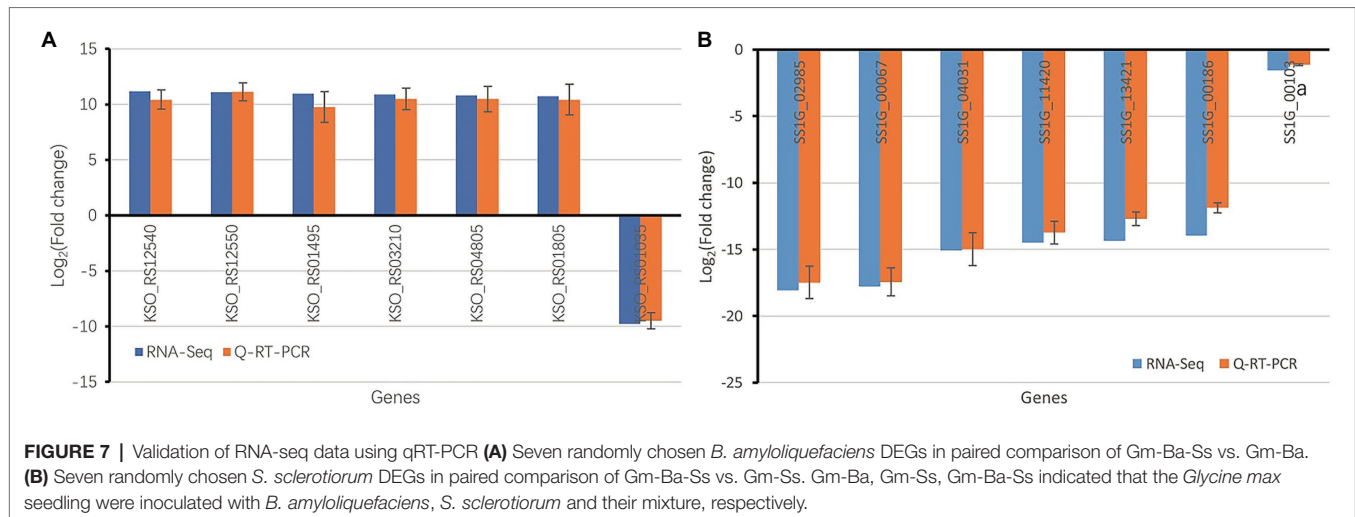 A
15
10
5
0
-5
-10
-15
Log2(Fold change)
KSO_RS12540
KSO_RS12550
KSO_RS01495
KSO_RS03210
KSO_RS04805
KSO_RS01805
KSO_RS01035
RNA-Seq Q-RT-PCR
Genes
B
0
-5
-10
-15
-20
-25
Log2(Fold change)
SS1G_02985
SS1G_00067
SS1G_04031
SS1G_11420
SS1G_13421
SS1G_00186
SS1G_00103
a
RNA-Seq Q-RT-PCR
Genes
FIGURE 7 | Validation of RNA-seq data using qRT-PCR (A) Seven randomly chosen B. amyloliquefaciens DEGs in paired comparison of Gm-Ba-Ss vs. Gm-Ba.
(B) Seven randomly chosen S. sclerotiorum DEGs in paired comparison of Gm-Ba-Ss vs. Gm-Ss. Gm-Ba, Gm-Ss, Gm-Ba-Ss indicated that the Glycine max
seedling were inoculated with B. amyloliquefaciens, S. sclerotiorum and their mixture, respectively.